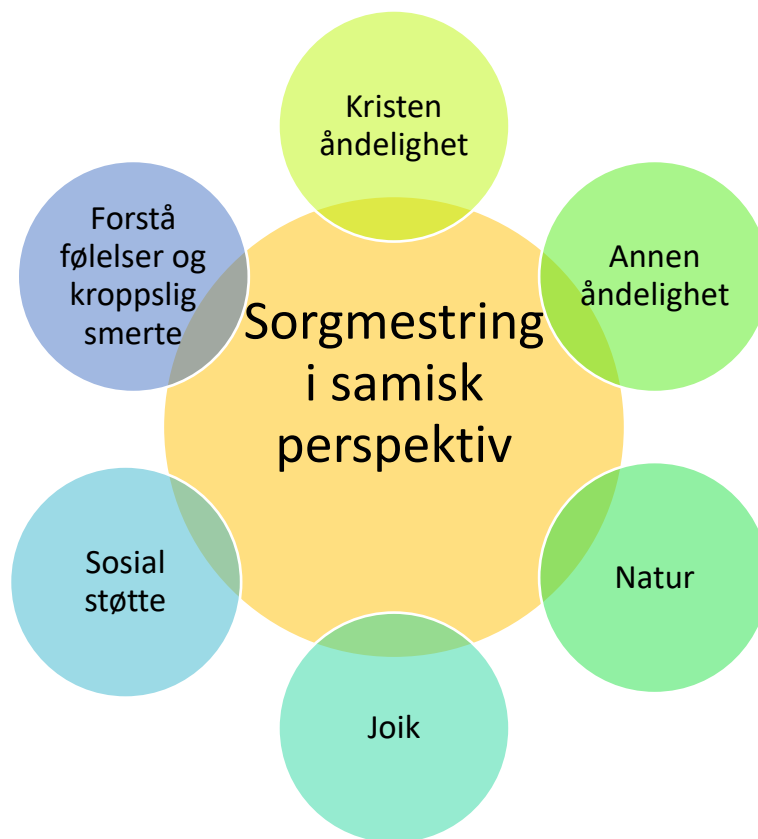 Kristen
åndelighet
Annen
åndelighet
Natur
Joik
Sosial
støtte
Forstå
følelser og
kroppslig
smerte
Sorgmestring
i samisk
perspektiv